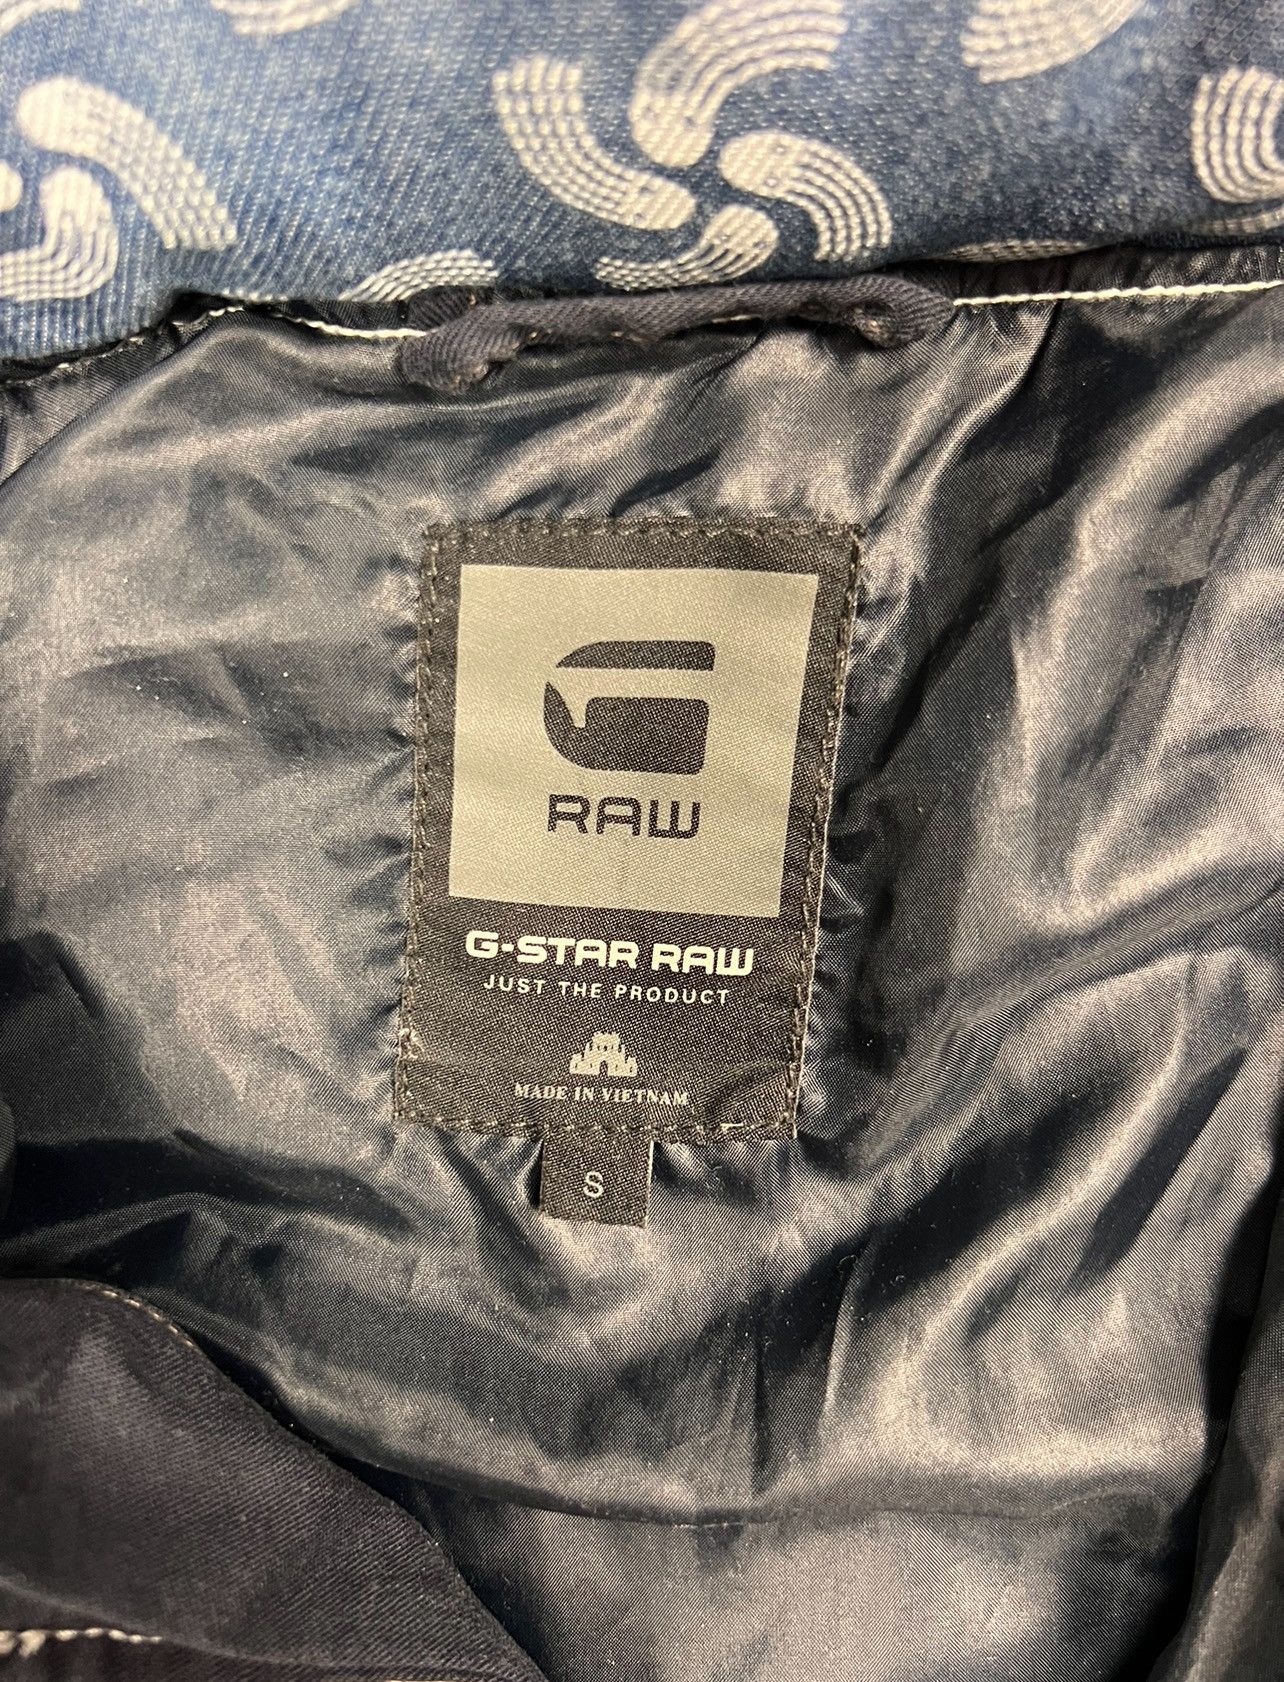 RAW
G-STAR RAW
JUST THE PRODUCT
MADE IN VIETNAM
S